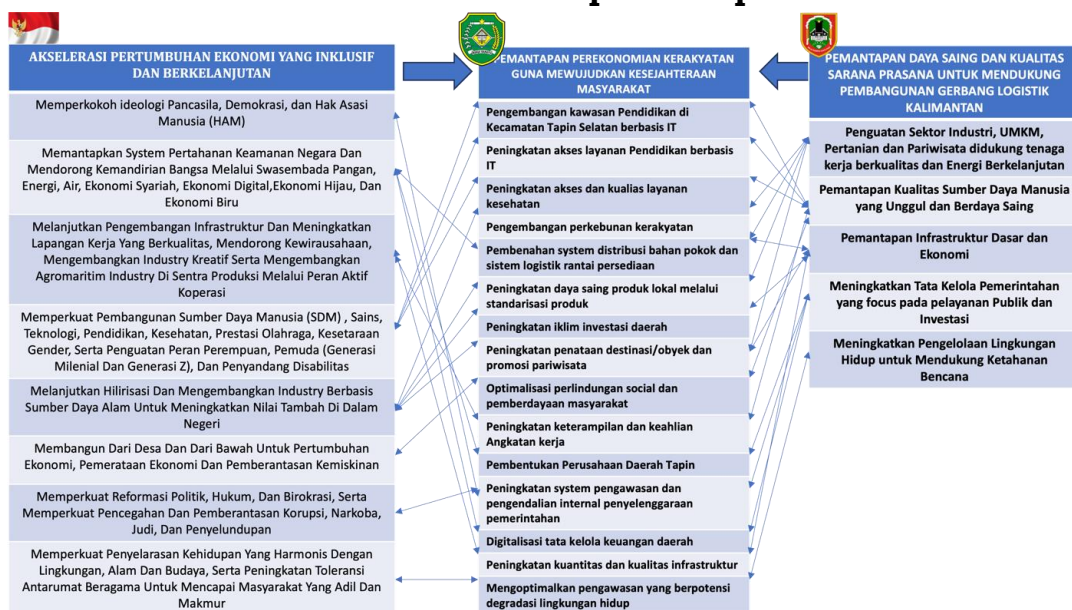 AKSELERASI PERTUMBUHAN EKONOMI YANG INKLUSIF
DAN BERKELANJUTAN
Memperkokoh ideologi Pancasila, Demokrasi, dan Hak Asasi
Manusia (HAM)
Memantapkan System Pertahanan Keamanan Negara Dan
Mendorong Kemandirian Bangsa Melalui Swasembada Pangan,
Energi, Air, Ekonomi Syariah, Ekonomi Digital,Ekonomi Hijau, Dan
Ekonomi Biru
Melanjutkan Pengembangan Infrastruktur Dan Meningkatkan
Lapangan Kerja Yang Berkualitas, Mendorong Kewirausahaan,
Mengembangkan Industry Kreatif Serta Mengembangkan
Agromaritim Industry Di Sentra Produksi Melalui Peran Aktif
Koperasi
Memperkuat Pembangunan Sumber Daya Manusia (SDM) , Sains,
Teknologi, Pendidikan, Kesehatan, Prestasi Olahraga, Kesetaraan
Gender, Serta Penguatan Peran Perempuan, Pemuda (Generasi
Milenial Dan Generasi Z), Dan Penyandang Disabilitas
Melanjutkan Hilirisasi Dan Mengembangkan Industry Berbasis
Sumber Daya Alam Untuk Meningkatkan Nilai Tambah Di Dalam
Negeri
Membangun Dari Desa Dan Dari Bawah Untuk Pertumbuhan
Ekonomi, Pemerataan Ekonomi Dan Pemberantasan Kemiskinan
Memperkuat Reformasi Politik, Hukum, Dan Birokrasi, Serta
Memperkuat Pencegahan Dan Pemberantasan Korupsi, Narkoba,
Judi, Dan Penyelundupan
Memperkuat Penyelarasan Kehidupan Yang Harmonis Dengan
Lingkungan, Alam Dan Budaya, Serta Peningkatan Toleransi
Antarumat Beragama Untuk Mencapai Masyarakat Yang Adil Dan
Makmur
PEMANTAPAN PEREKONOMIAN KERAKYATAN
GUNA MEWUJUDKAN KESEJAHTERAAN
MASYARAKAT
Pengembangan kawasan Pendidikan di
Kecamatan Tapin Selatan berbasis IT
Peningkatan akses layanan Pendidikan berbasis
IT
Peningkatan akses dan kualias layanan
kesehatan
Pengembangan perkebunan kerakyatan
Pembenahan system distribusi bahan pokok dan
sistem logistik rantai persediaan
Peningkatan daya saing produk lokal melalui
standarisasi produk
Peningkatan iklim investasi daerah
Peningkatan penataan destinasi/obyek dan
promosi pariwisata
Optimalisasi perlindungan social dan
pemberdayaan masyarakat
Peningkatan keterampilan dan keahlian
Angkatan kerja
Pembentukan Perusahaan Daerah Tapin
Peningkatan system pengawasan dan
pengendalian internal penyelenggaraan
pemerintahan
Digitalisasi tata kelola keuangan daerah
Peningkatan kuantitas dan kualitas infrastruktur
Mengoptimalkan pengawasan yang berpotensi
degradasi lingkungan hidup
PEMANTAPAN DAYA SAING DAN KUALITAS
SARANA PRASANA UNTUK MENDUKUNG
PEMBANGUNAN GERBANG LOGISTIK
KALIMANTAN
Penguatan Sektor Industri, UMKM,
Pertanian dan Pariwisata didukung tenaga
kerja berkualitas dan Energi Berkelanjutan
Pemantapan Kualitas Sumber Daya Manusia
yang Unggul dan Berdaya Saing
Pemantapan Infrastruktur Dasar dan
Ekonomi
Meningkatkan Tata Kelola Pemerintahan
yang focus pada pelayanan Publik dan
Investasi
Meningkatkan Pengelolaan Lingkungan
Hidup untuk Mendukung Ketahanan
Bencana